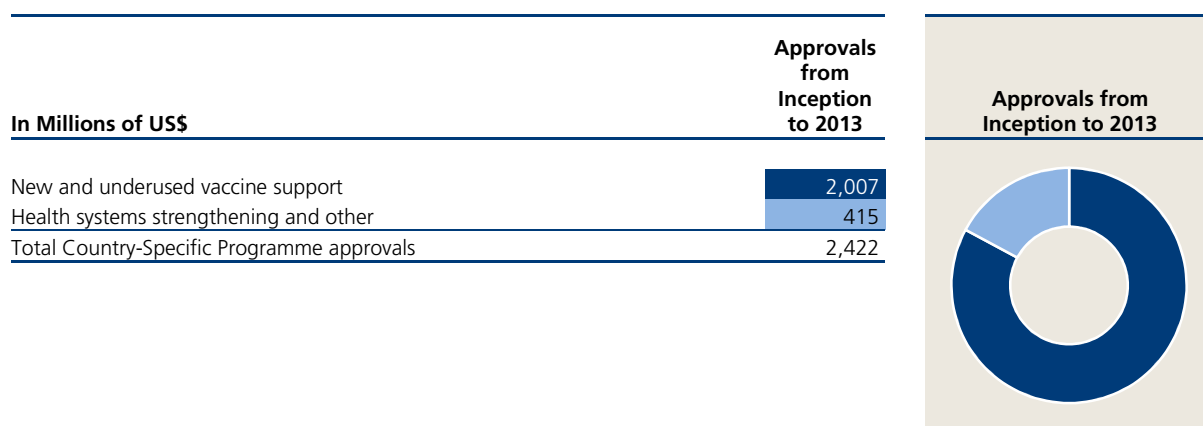 Approvals
from
Inception
In Millions of US$ to 2013
New and underused vaccine support 2,007
Health systems strengthening and other 415
Total Country-Specific Programme approvals 2,422
Approvals from
Inception to 2013